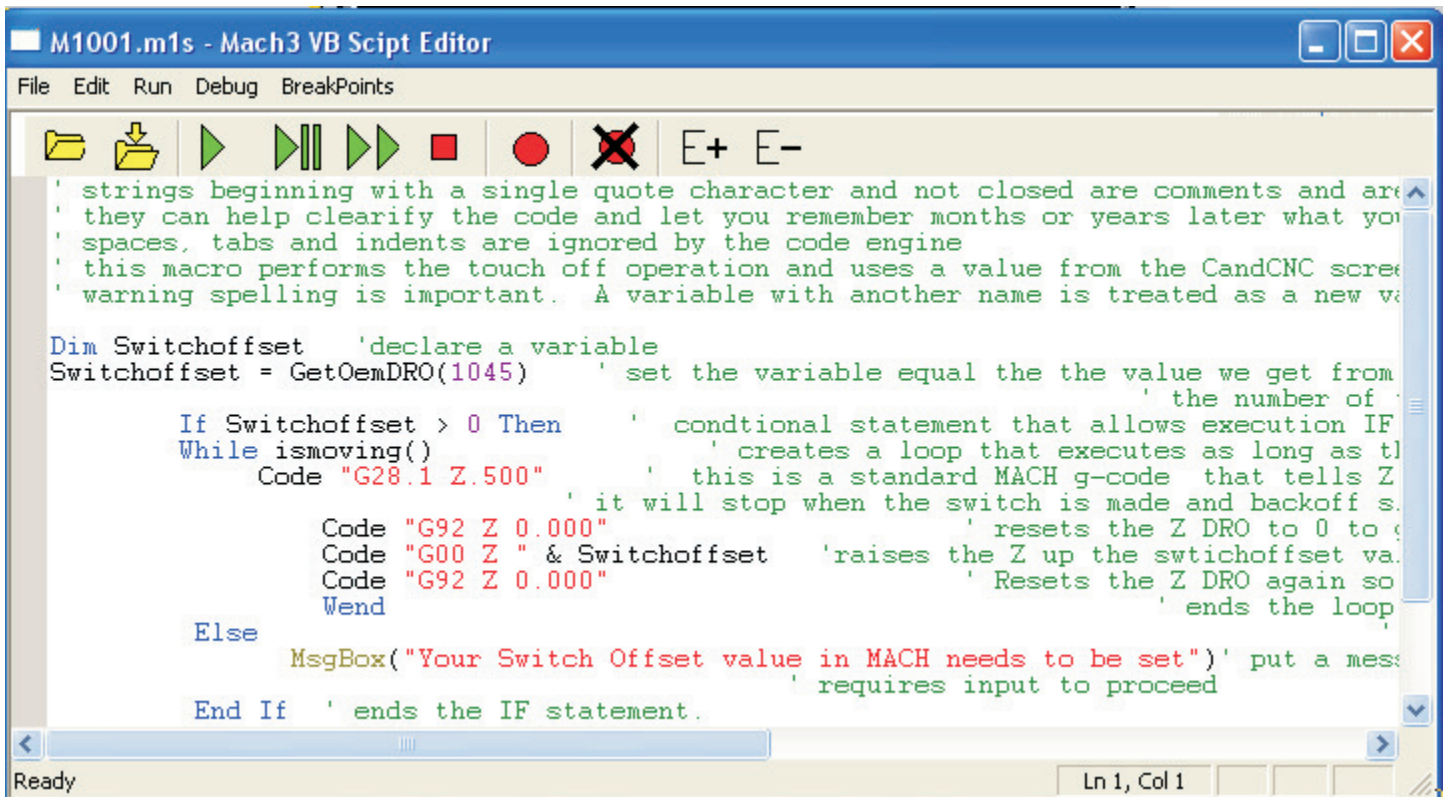 M1001.m1s - Mach3 VB Scipt Editor
File Edit Run Debug BreakPoints
E+ E-
' strings beginning with a single quote character and not closed are comments and are
' they can help clearify the code and let you remember months or years later what you
' spaces, tabs and indents are ignored by the code engine
' this macro performs the touch off operation and uses a value from the CandCNC scree
' warning spelling is important. A variable with another name is treated as a new va
Dim Switchoffset 'declare a variable
Switchoffset = GetOemDRO(1045) ' set the variable equal the the value we get from
' the number of
If Switchoffset > 0 Then ' condtional statement that allows execution IF
While ismoving() ' creates a loop that executes as long as
Code "G28.1 Z.500" ' this is a standard MACH g-code that tells Z
' it will stop when the switch is made and backoff s
Code "G92 Z 0.000" ' resets the Z DRO to 0 to
Code "G00 Z " & Switchoffset 'raises the Z up the swtichoffset va
Code "G92 Z 0.000" ' Resets the Z DRO again so
Wend ' ends the loop
Else '
MsgBox("Your Switch Offset value in MACH needs to be set")' put a mess
' requires input to proceed
End If ' ends the IF statement.
Ready Ln 1, Col 1